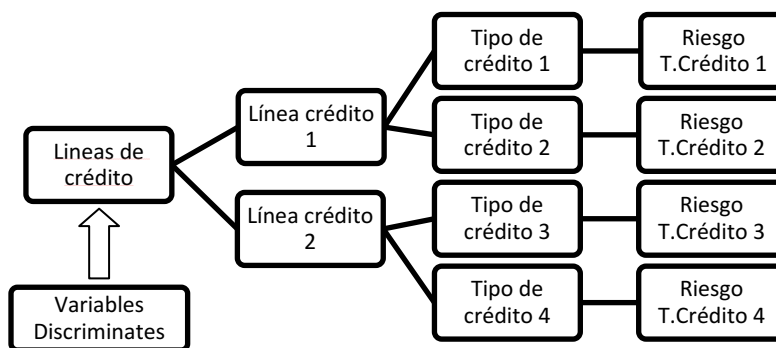 Tipo de
crédito 1
Riesgo
T.Crédito 1
Línea crédito
1
Tipo de
crédito 2
Riesgo
T.Crédito 2
Lineas de
crédito
Línea crédito
2
Tipo de
crédito 3
Riesgo
T.Crédito 3
Tipo de
crédito 4
Riesgo
T.Crédito 4
Variables
Discriminates